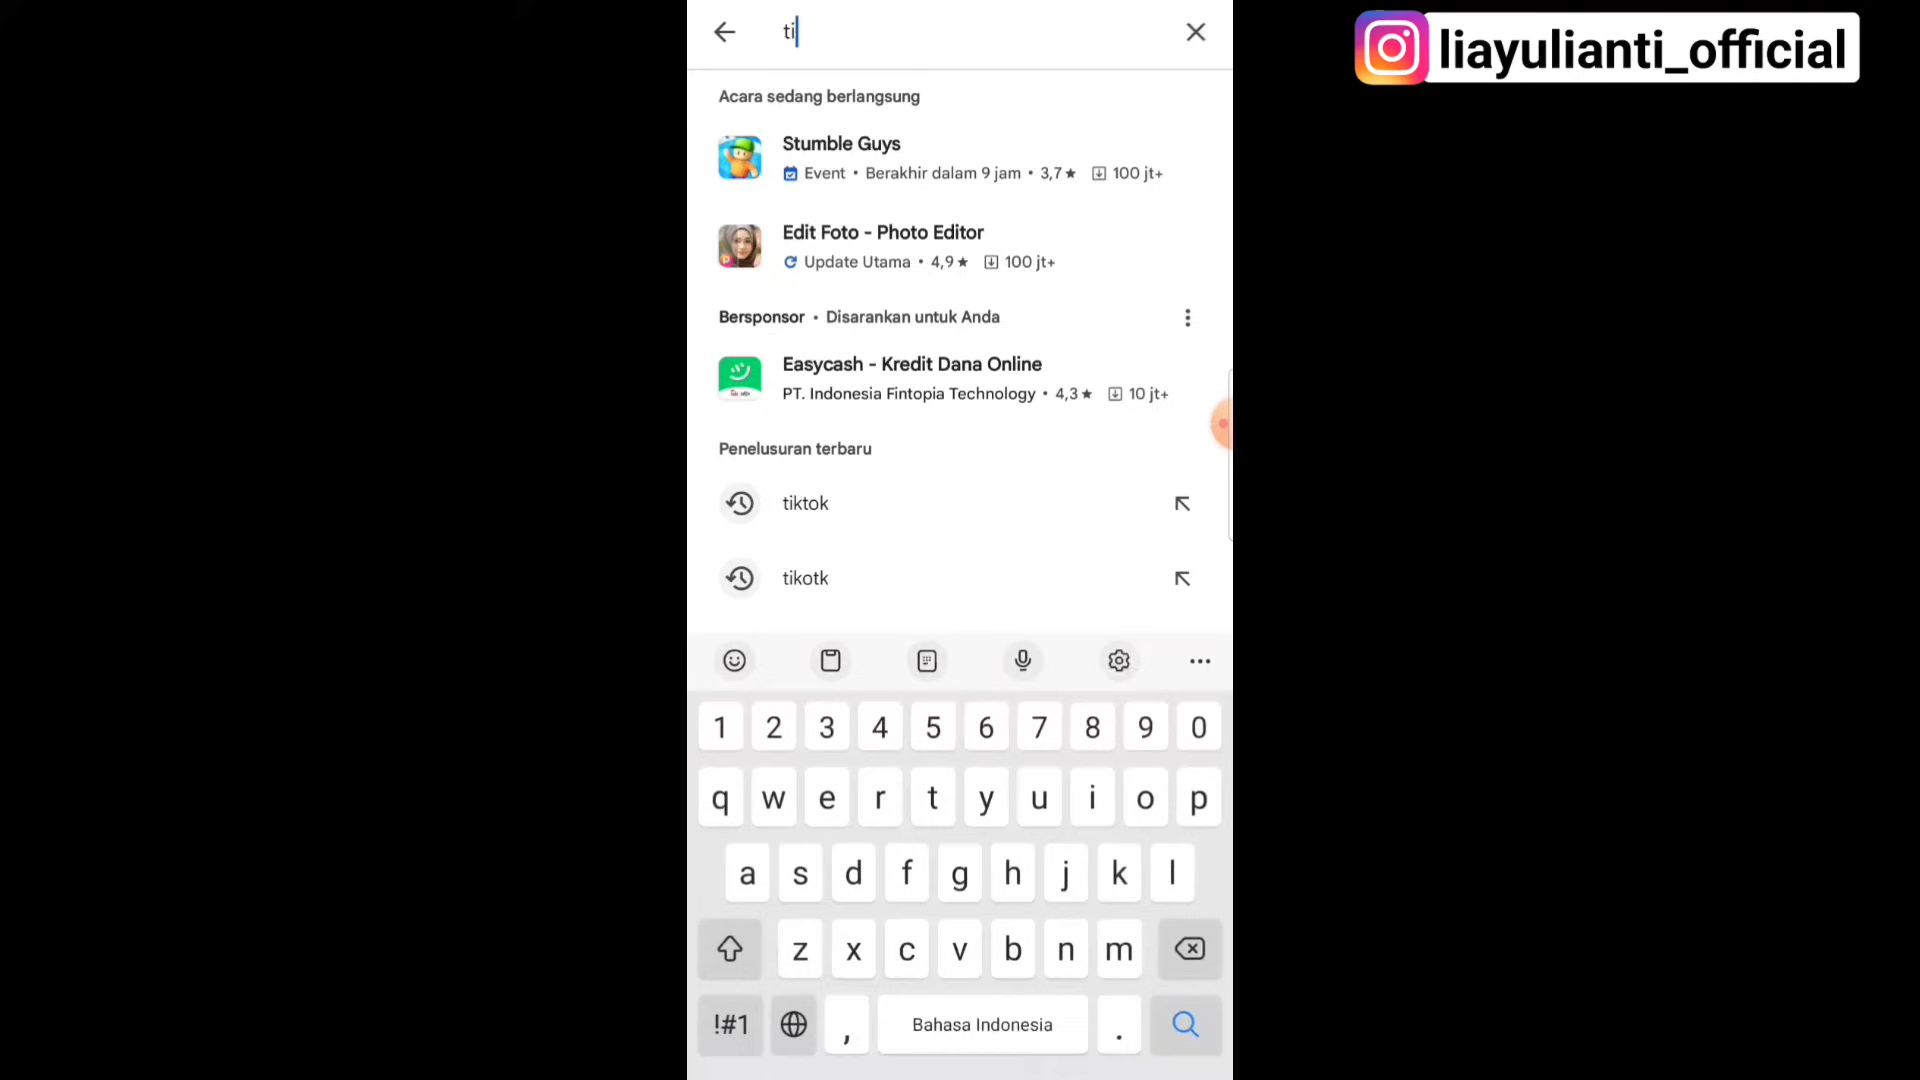 ti
liayulianti_official
Acara sedang berlangsung
Stumble Guys
Event • Berakhir dalam 9 jam • 3,7★ 100 jt+
Edit Foto - Photo Editor
Update Utama • 4,9★ 100 jt+
Bersponsor • Disarankan untuk Anda
Easycash - Kredit Dana Online
PT. Indonesia Fintopia Technology • 4,3★ 10 jt+
Penelusuran terbaru
tiktok
tikotk
1 2 3 4 5 6 7 8 9 0
q w e r t y u i o p
a s d f g h j k l
z x c v b n m
!#1 , Bahasa Indonesia .